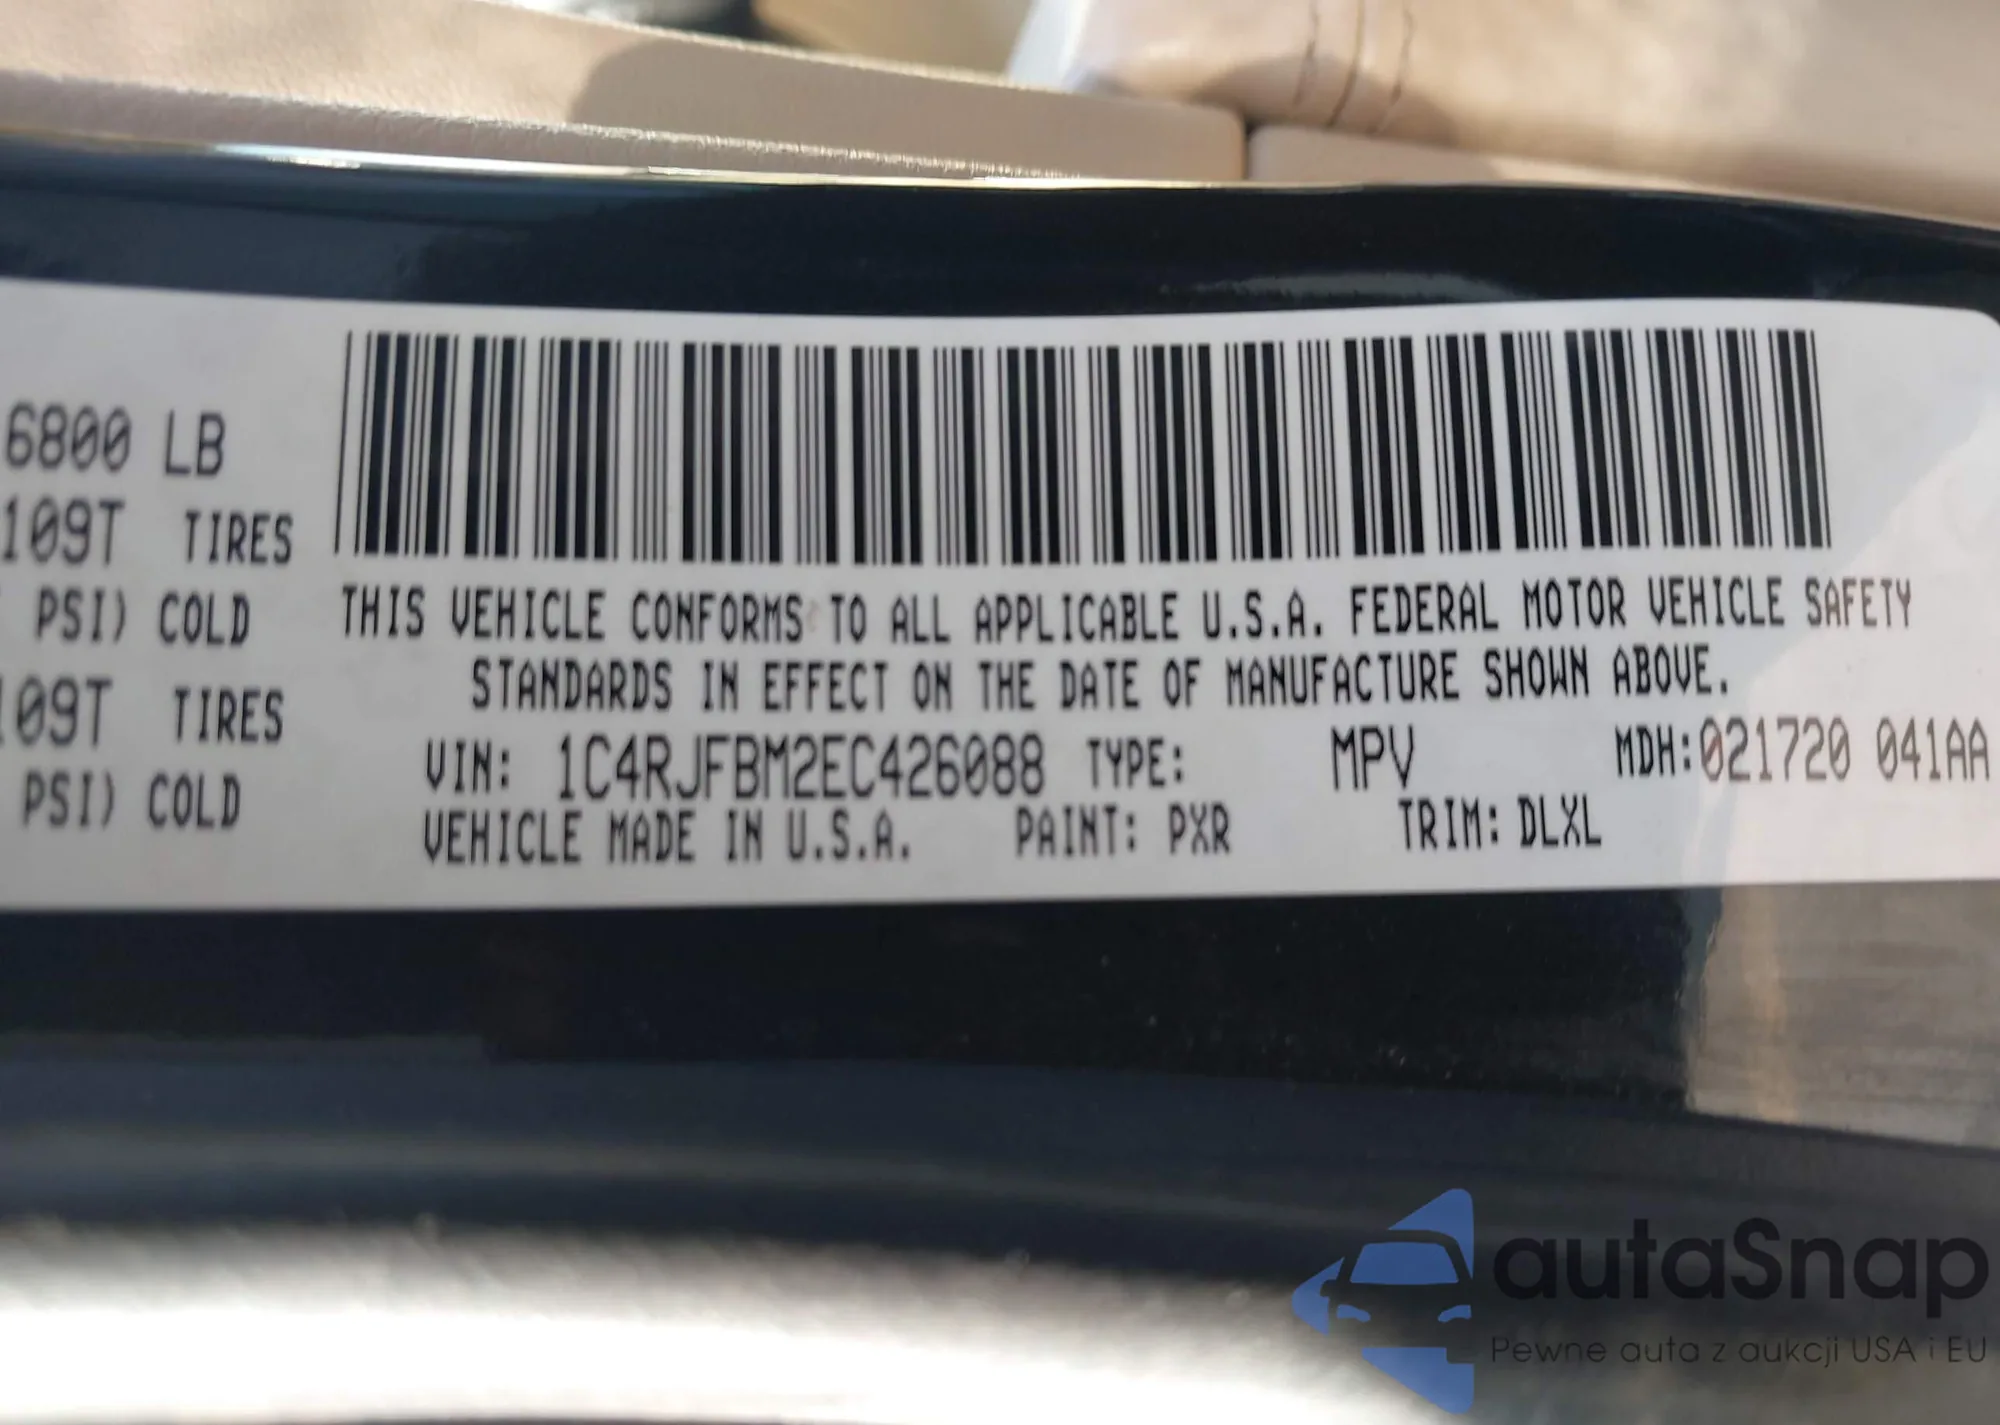 6800 LB
109T TIRES
PSI) COLD
109T TIRES
PSI) COLD
THIS VEHICLE CONFORMS TO ALL APPLICABLE U.S.A. FEDERAL MOTOR VEHICLE SAFETY
STANDARDS IN EFFECT ON THE DATE OF MANUFACTURE SHOWN ABOVE.
VIN: 1C4RJFBM2EC426088 TYPE: MPV MDH:021720 041AA
VEHICLE MADE IN U.S.A. PAINT: PXR TRIM: DLXL
autaSnap
Pewne auta z aukcji USA i EU